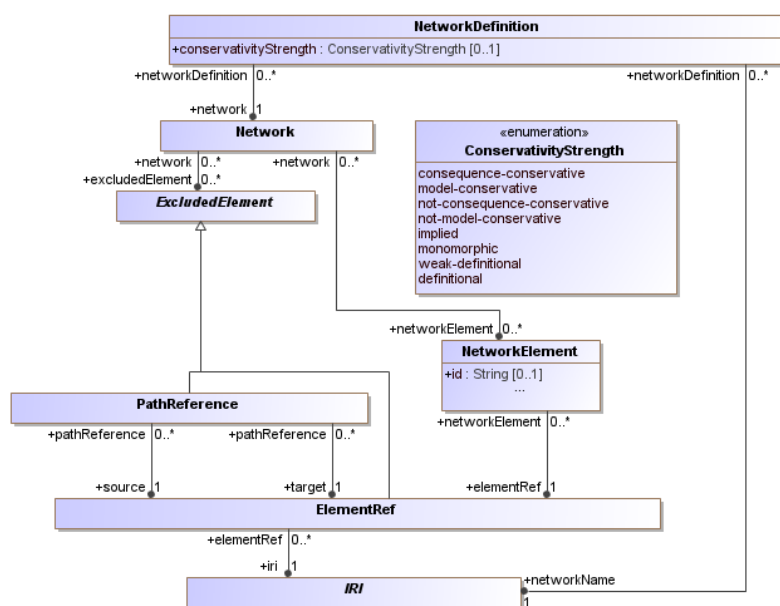 NetworkDefinition
+conservativityStrength : ConservativityStrength [0..1]
+networkDefinition 0..*
+networkDefinition 0..*
+network 1
Network
«enumeration»
ConservativityStrength
consequence-conservative
model-conservative
not-consequence-conservative
not-model-conservative
implied
monomorphic
weak-definitional
definitional
+network 0..*
+network 0..*
+excludedElement 0..*
ExcludedElement
+networkElement 0..*
NetworkElement
+id : String [0..1]
...
PathReference
+networkElement 0..*
+pathReference 0..*
+pathReference 0..*
+source 1
+target 1
+elementRef 1
ElementRef
+elementRef 0..*
+iri 1
IRI
+networkName
1